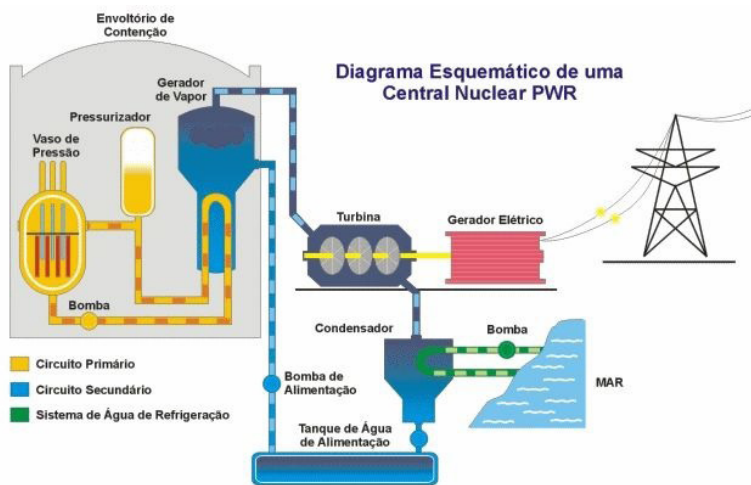 Envoltório de
Contenção
Diagrama Esquemático de uma
Central Nuclear PWR
Gerador
de Vapor
Pressurizador
Vaso de
Pressão
Turbina
Gerador Elétrico
Bomba
Condensador
Bomba
MAR
Circuito Primário
Circuito Secundário
Sistema de Água de Refrigeração
Bomba de
Alimentação
Tanque de Água
de Alimentação